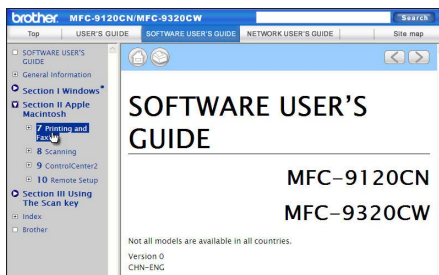 brother. MFC-9120CN/MFC-9320CW Search
Top USER'S GUIDE SOFTWARE USER'S GUIDE NETWORK USER'S GUIDE Site map
SOFTWARE USER'S
GUIDE
General Information
Section I Windows®
Section II Apple
Macintosh
7 Printing and
Faxing
8 Scanning
9 ControlCenter2
10 Remote Setup
Section III Using
The Scan key
Index
Brother
SOFTWARE USER'S
GUIDE
MFC-9120CN
MFC-9320CW
Not all models are available in all countries.
Version 0
CHN-ENG